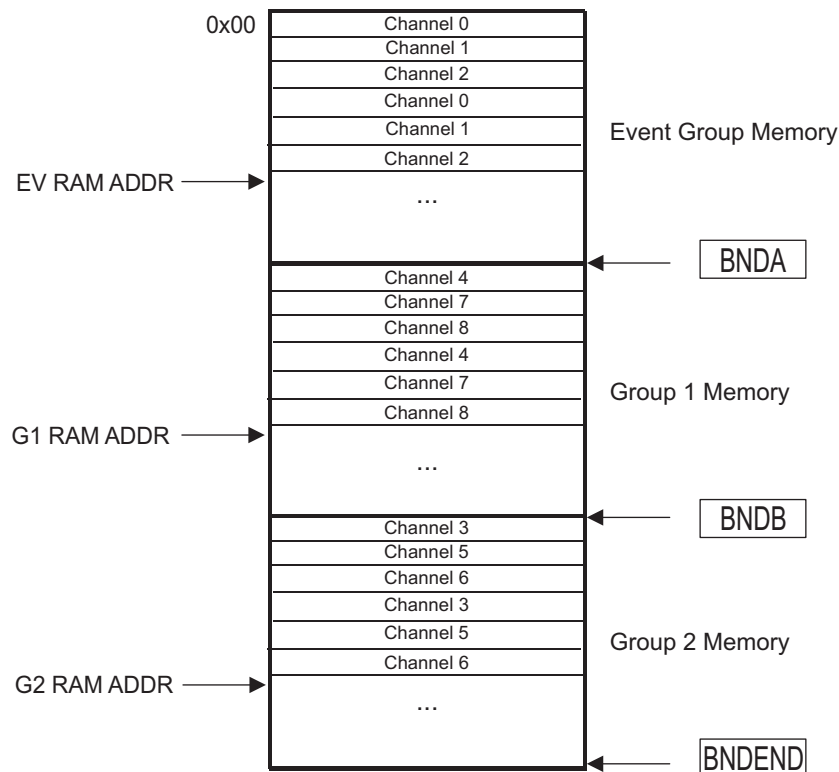 0x00
Channel 0
Channel 1
Channel 2
Channel 0
Channel 1
Channel 2
...
Event Group Memory
EV RAM ADDR
BNDA
Channel 4
Channel 7
Channel 8
Channel 4
Channel 7
Channel 8
...
Group 1 Memory
G1 RAM ADDR
BNDB
Channel 3
Channel 5
Channel 6
Channel 3
Channel 5
Channel 6
...
Group 2 Memory
G2 RAM ADDR
BNDEND